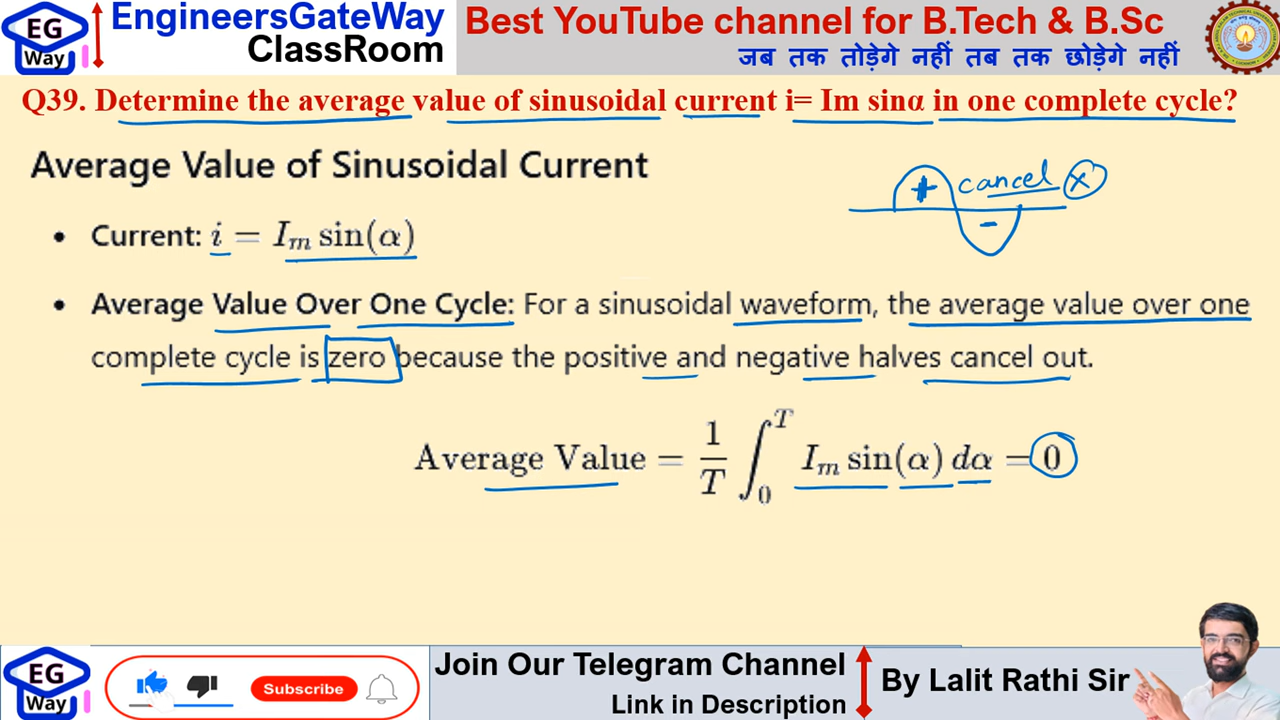 EG
Way
EngineersGateWay
ClassRoom
Best YouTube channel for B.Tech & B.Sc
जब तक तोड़ेगे नहीं तब तक छोड़ेगे नहीं
Q39. Determine the average value of sinusoidal current i= Im sinα in one complete cycle?
Average Value of Sinusoidal Current
+ cancel x
-
• Current: i = Iₘ sin(α)
• Average Value Over One Cycle: For a sinusoidal waveform, the average value over one
complete cycle is zero because the positive and negative halves cancel out.
Average Value = 1/T ∫₀ᵀ Iₘ sin(α) dα = 0
EG
Way
Subscribe
Join Our Telegram Channel
Link in Description
By Lalit Rathi Sir